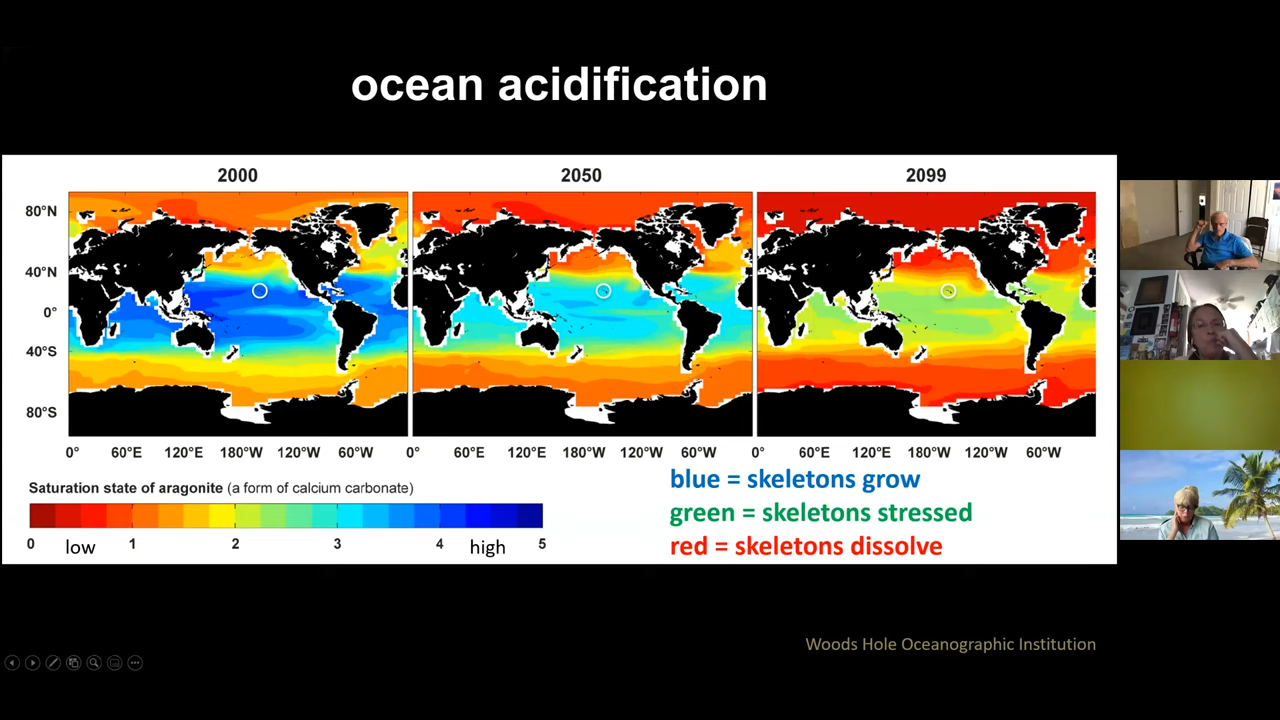 ocean acidification
2000 2050 2099
80°N
40°N
0°
40°S
80°S
0° 60°E 120°E 180°W 120°W 60°W 0° 60°E 120°E 180°W 120°W 60°W 0° 60°E 120°E 180°W 120°W 60°W
Saturation state of aragonite (a form of calcium carbonate)
0 low 1 2 3 4 high 5
blue = skeletons grow
green = skeletons stressed
red = skeletons dissolve
Woods Hole Oceanographic Institution